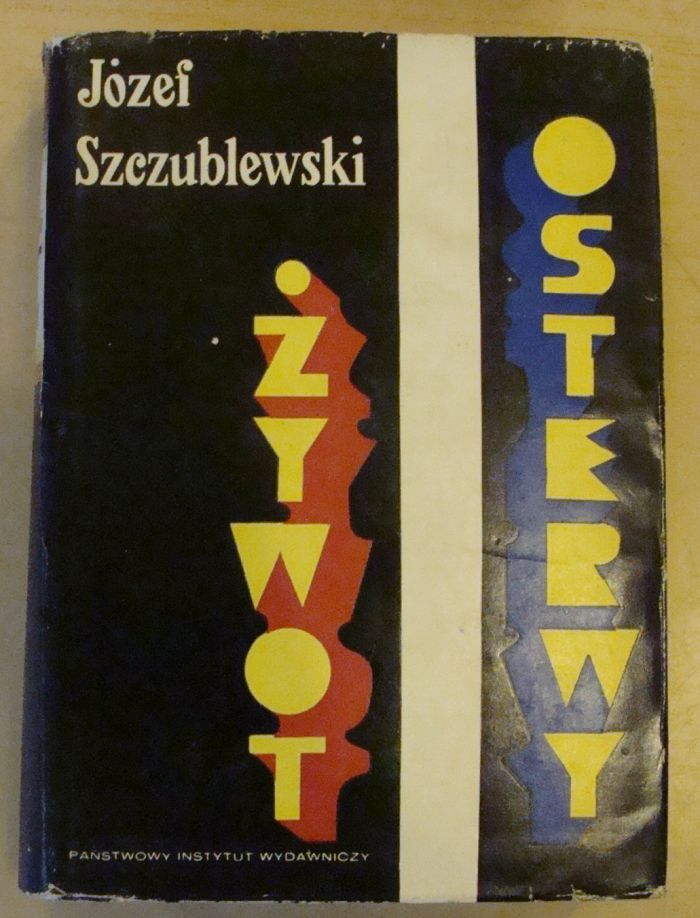 Józef
Szczublewski
ŻYWOT
OSTERWY
PAŃSTWOWY INSTYTUT WYDAWNICZY